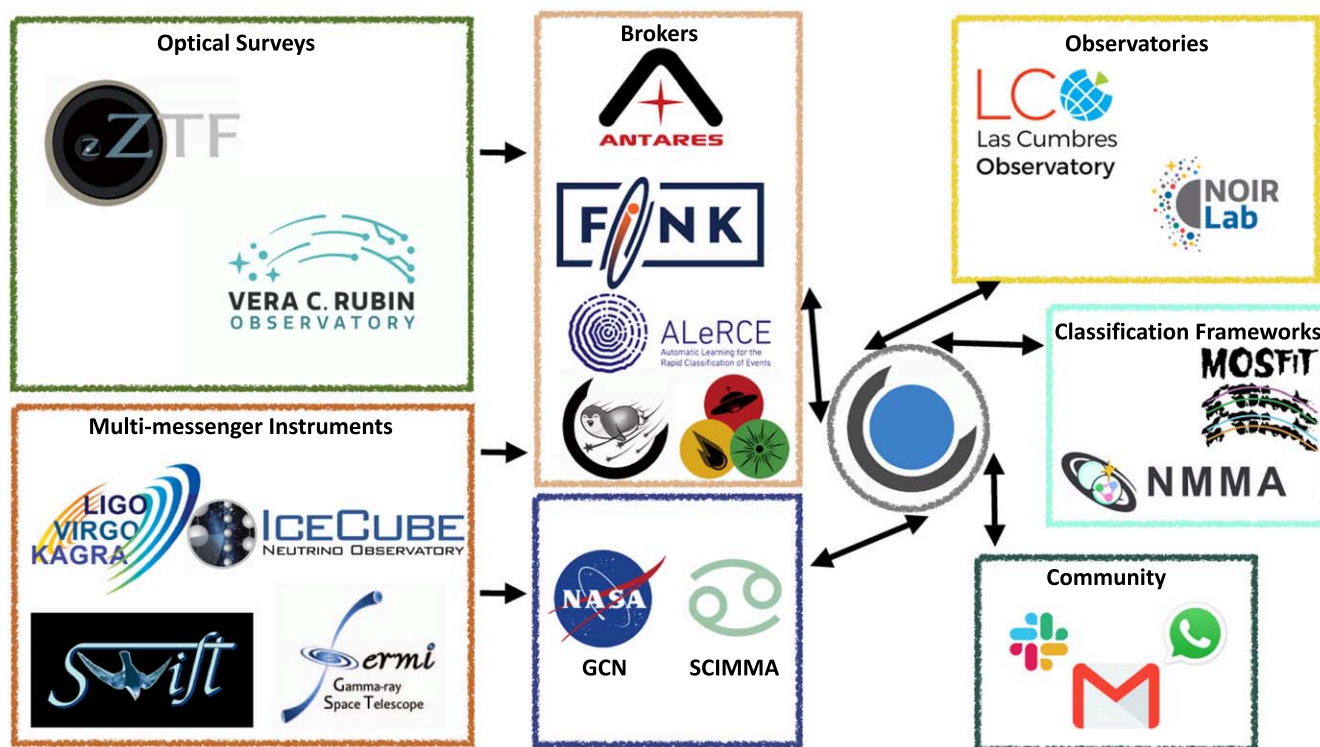 Optical Surveys
zZTF
VERA C. RUBIN
OBSERVATORY
Multi-messenger Instruments
LIGO
VIRGO
KAGRA
ICECUBE
NEUTRINO OBSERVATORY
Swift
Fermi
Gamma-ray
Space Telescope
Brokers
ANTARES
FiNK
ALeRCE
Automatic Learning for the
Rapid Classification of Events
NASA
GCN
SCIMMA
Observatories
LCO
Las Cumbres
Observatory
NOIR
Lab
Classification Frameworks
MOSFiT
NMMA
Community